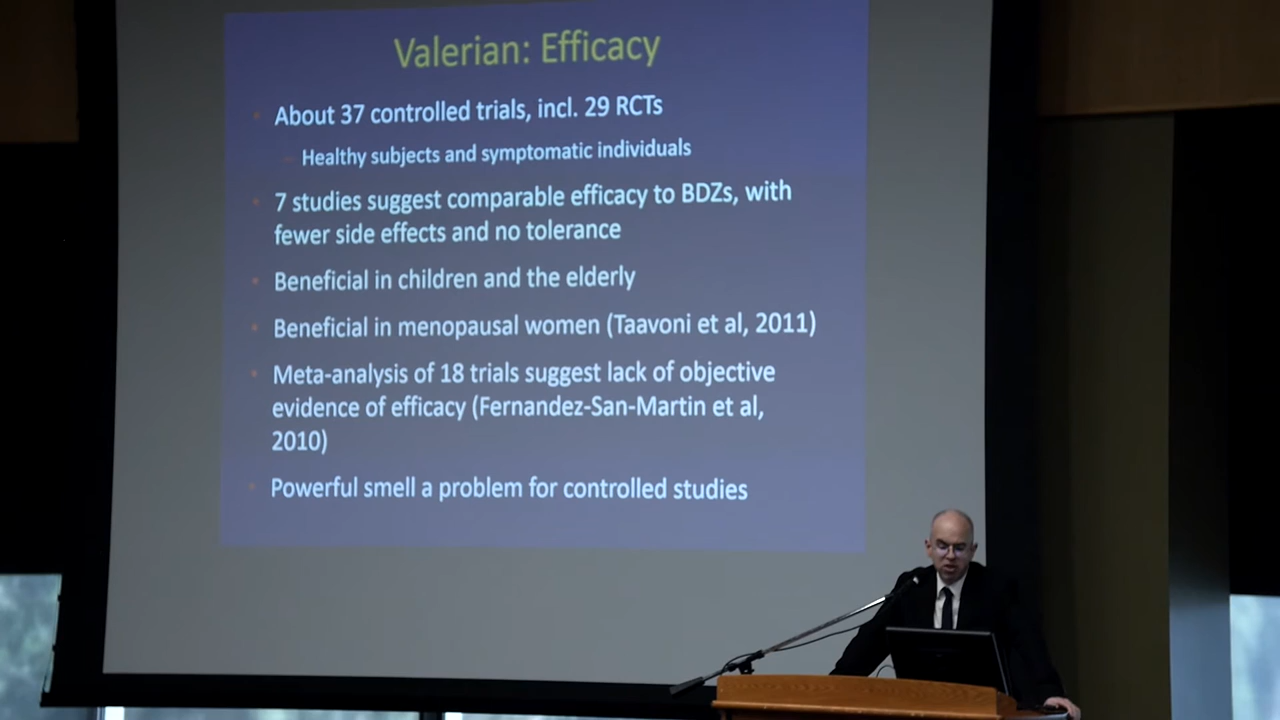 Valerian: Efficacy
About 37 controlled trials, incl. 29 RCTs
Healthy subjects and symptomatic individuals
7 studies suggest comparable efficacy to BDZs, with
fewer side effects and no tolerance
Beneficial in children and the elderly
Beneficial in menopausal women (Taavoni et al, 2011)
Meta-analysis of 18 trials suggest lack of objective
evidence of efficacy (Fernandez-San-Martin et al,
2010)
Powerful smell a problem for controlled studies